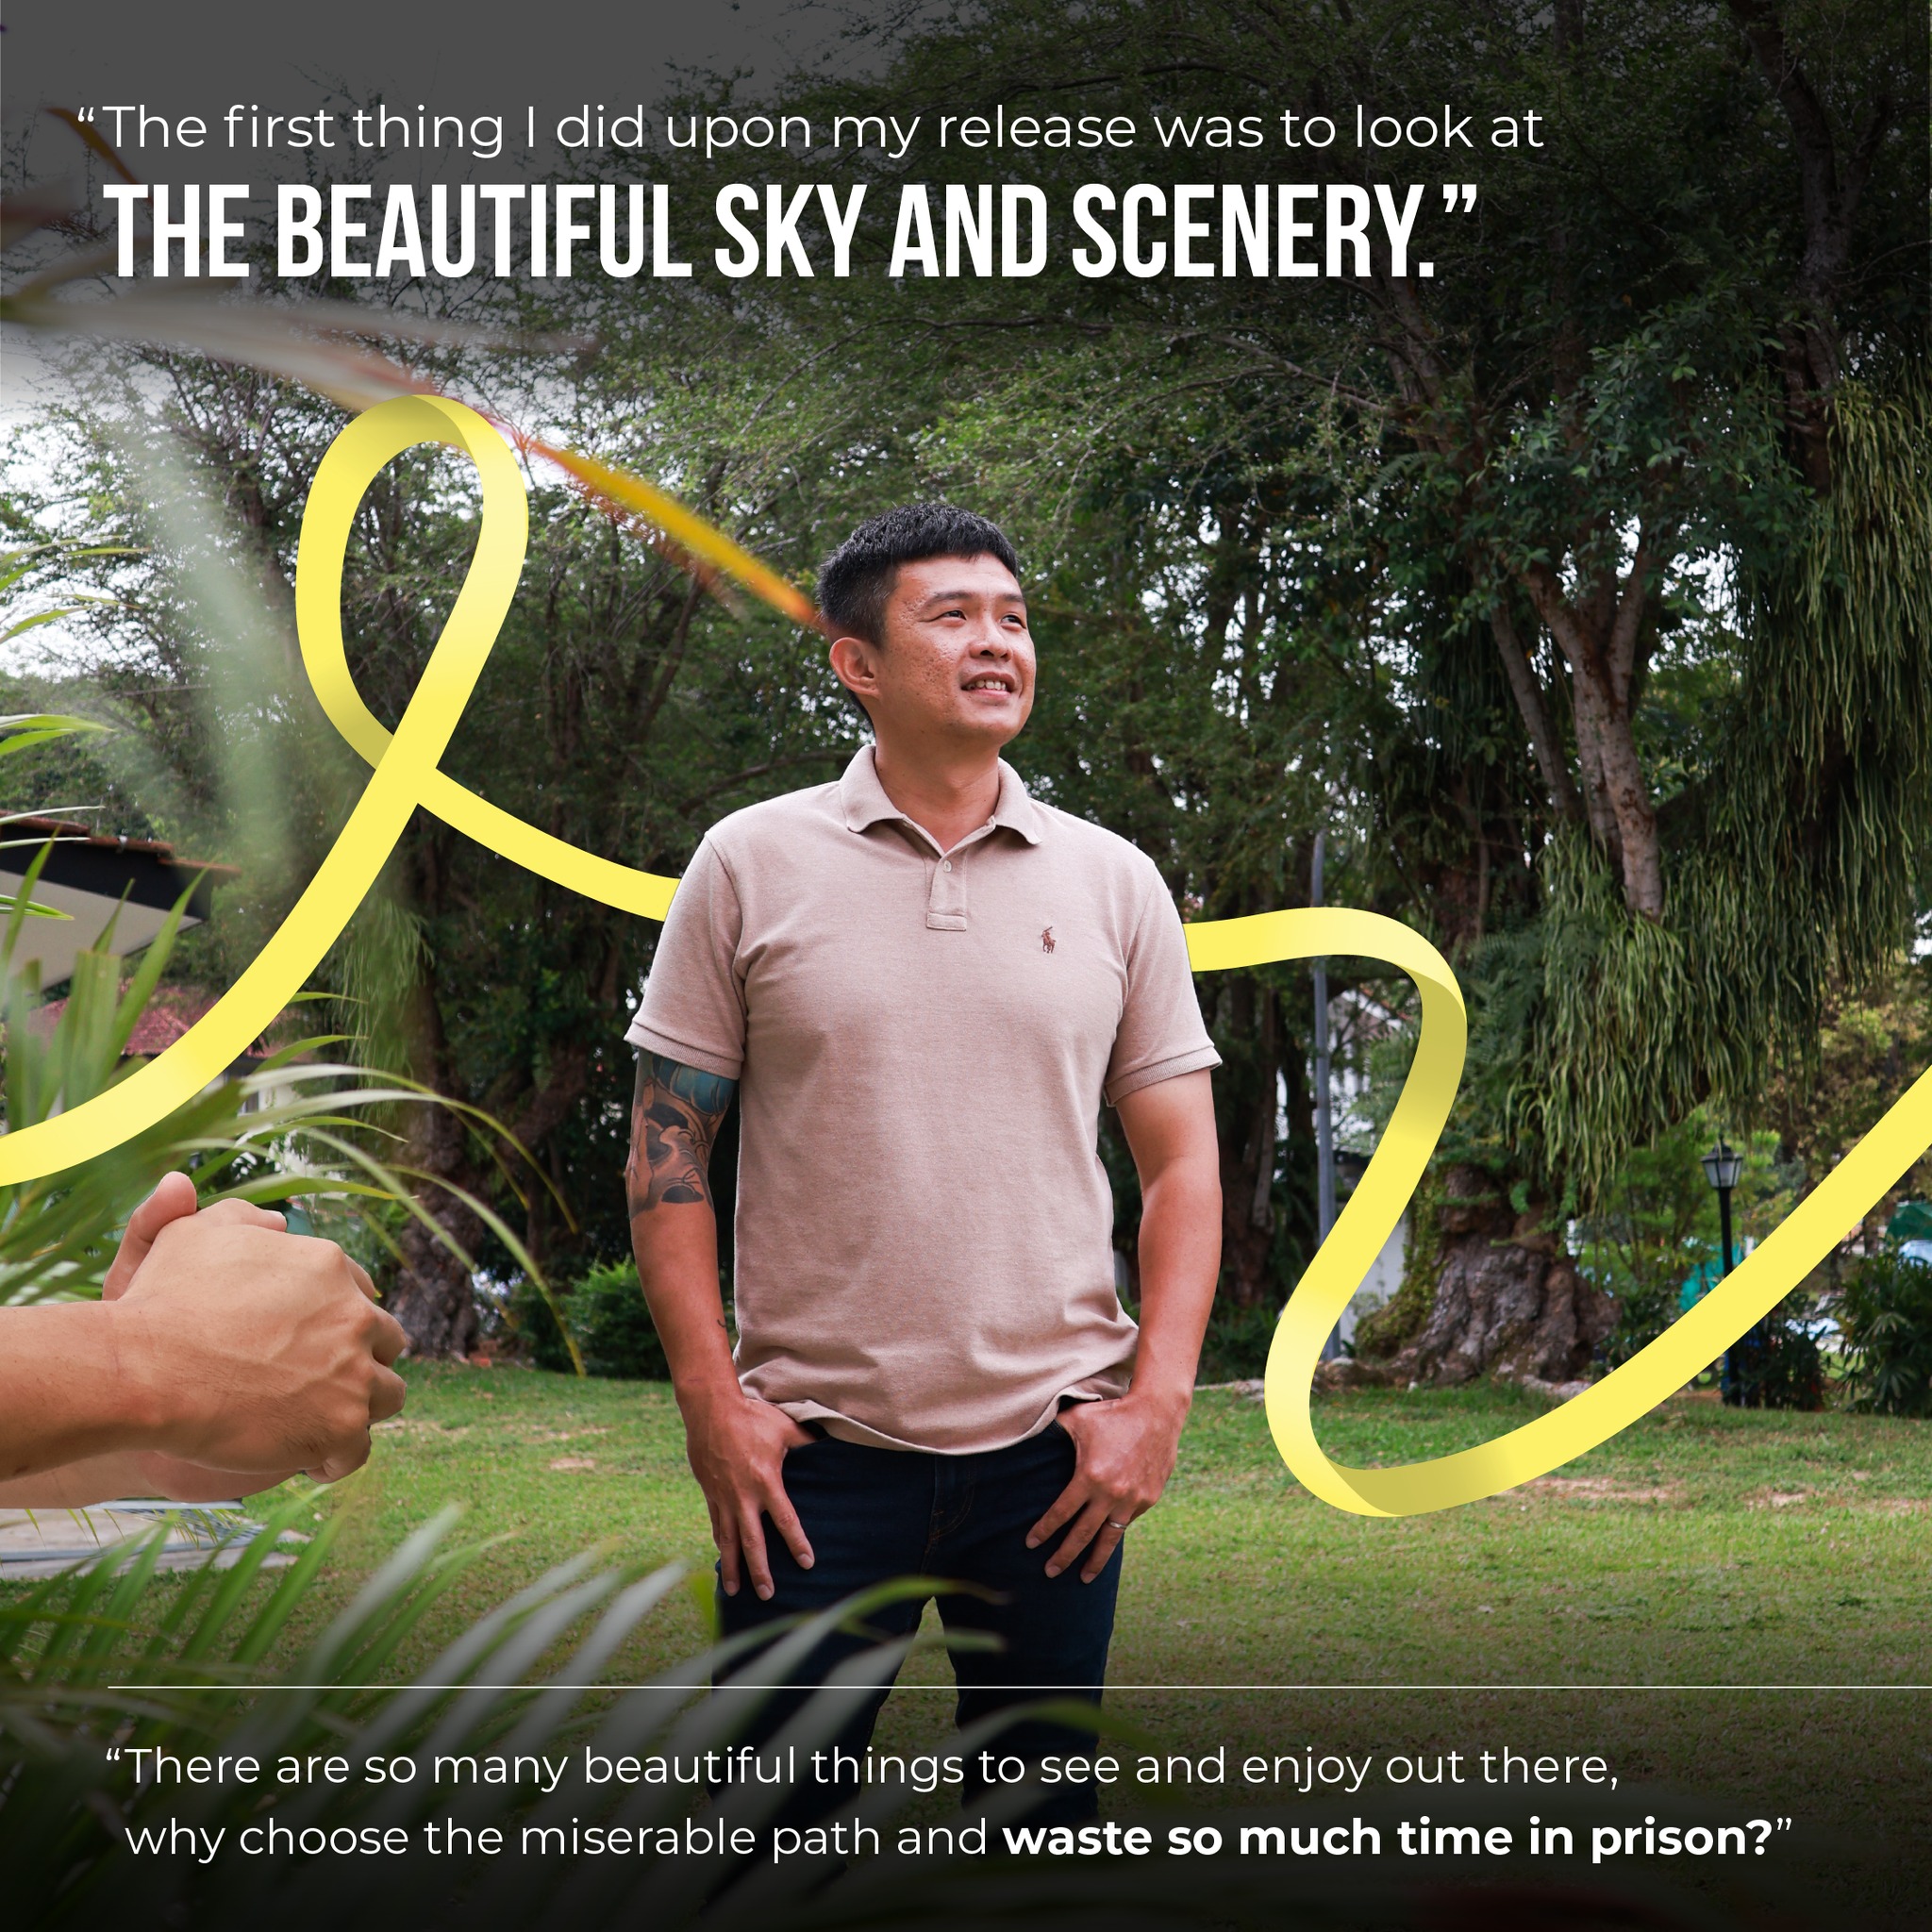 “The first thing I did upon my release was to look at
THE BEAUTIFUL SKY AND SCENERY.”
“There are so many beautiful things to see and enjoy out there,
why choose the miserable path and waste so much time in prison?”